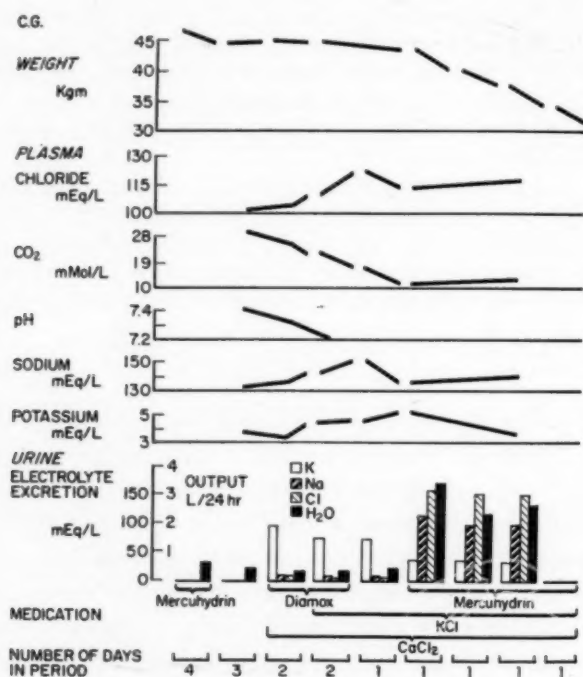 C.G.
WEIGHT
Kgm
45
40
35
30
PLASMA
CHLORIDE
mEq/L
130
115
100
CO₂
mMol/L
28
19
10
pH
7.4
7.2
SODIUM
mEq/L
150
130
POTASSIUM
mEq/L
5
3
URINE
ELECTROLYTE
EXCRETION
mEq/L
150
100
50
0
4
3
2
1
OUTPUT
L/24 hr
K
Na
Cl
H₂O
MEDICATION
Mercuhydrin
Diamox
Mercuhydrin
KCl
CaCl₂
NUMBER OF DAYS
IN PERIOD
4 3 2 2 1 1 1 1 1